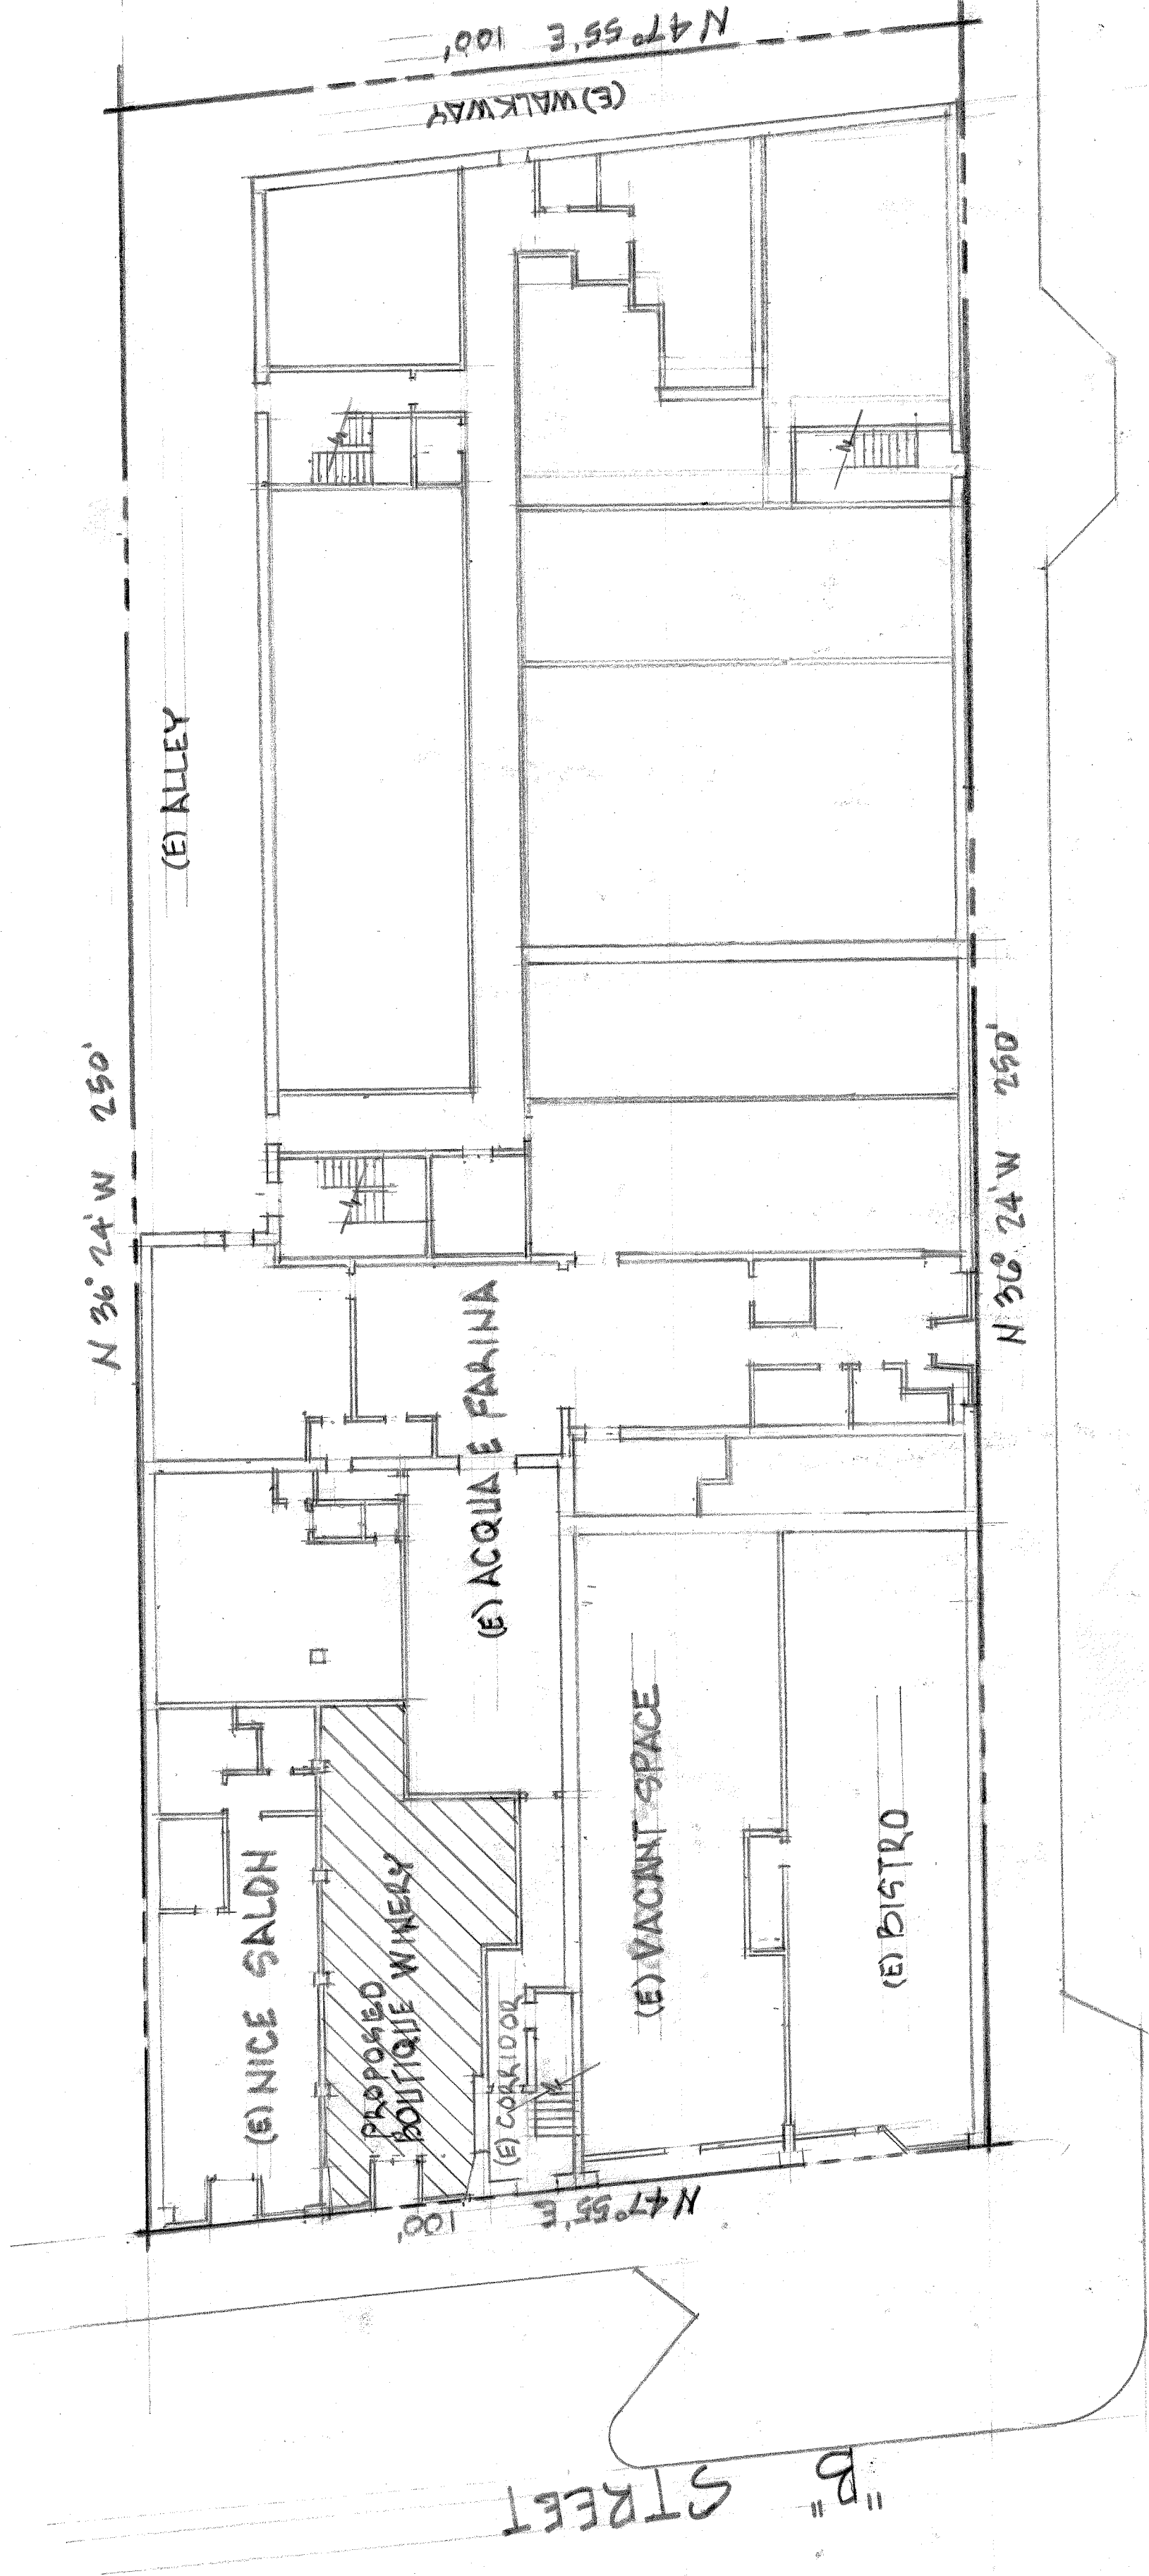 N 47° 55' E 100'
(E) WALKWAY
(E) ALLEY
N 36° 24' W 250'
N 36° 24' W 250'
(E) ACQUA E FARINA
(E) NICE SALON
PROPOSED
BOUTIQUE WINERY
(E) CORRIDOR
(E) VACANT SPACE
(E) BISTRO
N 47° 55' E 100'
"B" STREET